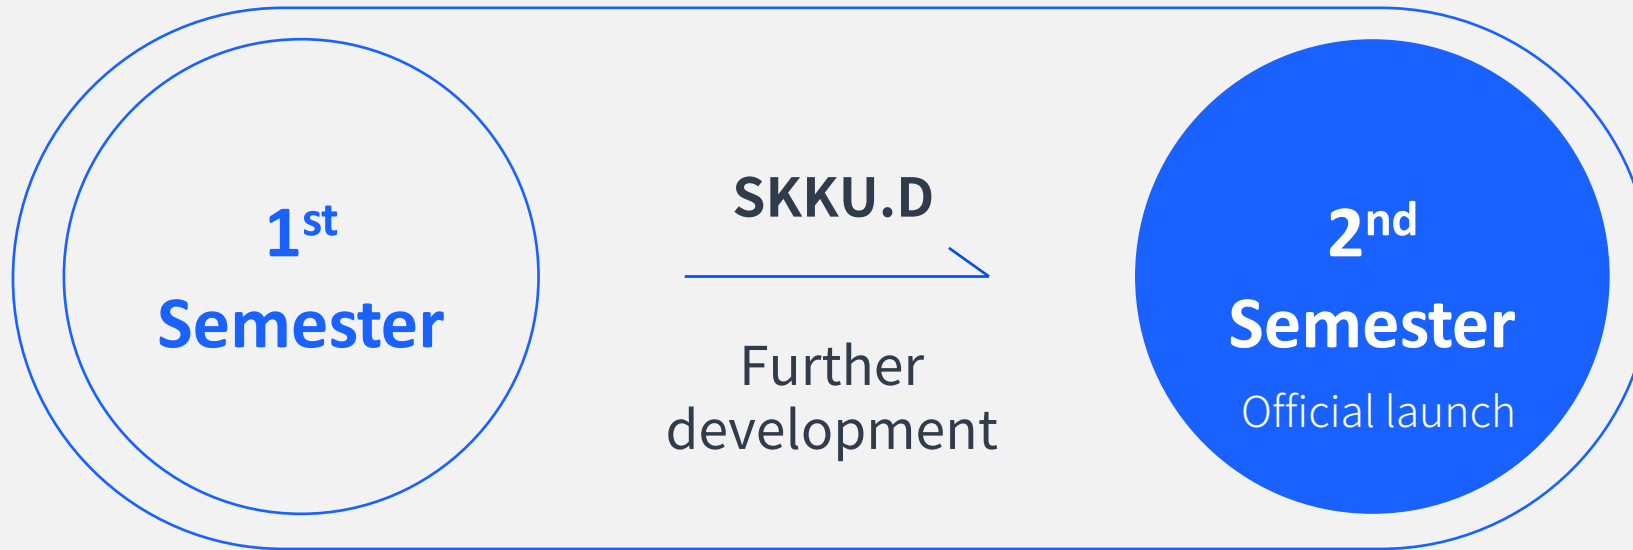 1st
Semester
SKKU.D
Further
development
2nd
Semester
Official launch